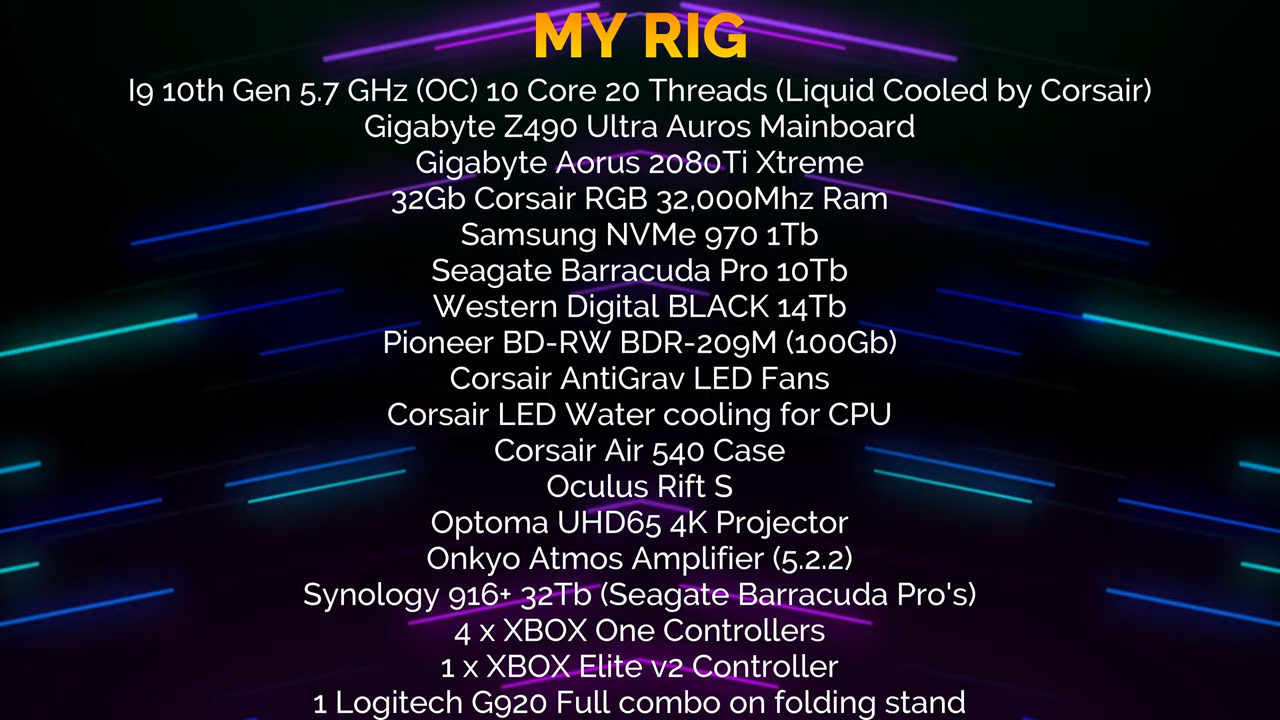 MY RIG
I9 10th Gen 5.7 GHz (OC) 10 Core 20 Threads (Liquid Cooled by Corsair)
Gigabyte Z490 Ultra Auros Mainboard
Gigabyte Aorus 2080Ti Xtreme
32Gb Corsair RGB 32,000Mhz Ram
Samsung NVMe 970 1Tb
Seagate Barracuda Pro 10Tb
Western Digital BLACK 14Tb
Pioneer BD-RW BDR-209M (100Gb)
Corsair AntiGrav LED Fans
Corsair LED Water cooling for CPU
Corsair Air 540 Case
Oculus Rift S
Optoma UHD65 4K Projector
Onkyo Atmos Amplifier (5.2.2)
Synology 916+ 32Tb (Seagate Barracuda Pro's)
4 x XBOX One Controllers
1 x XBOX Elite v2 Controller
1 Logitech G920 Full combo on folding stand